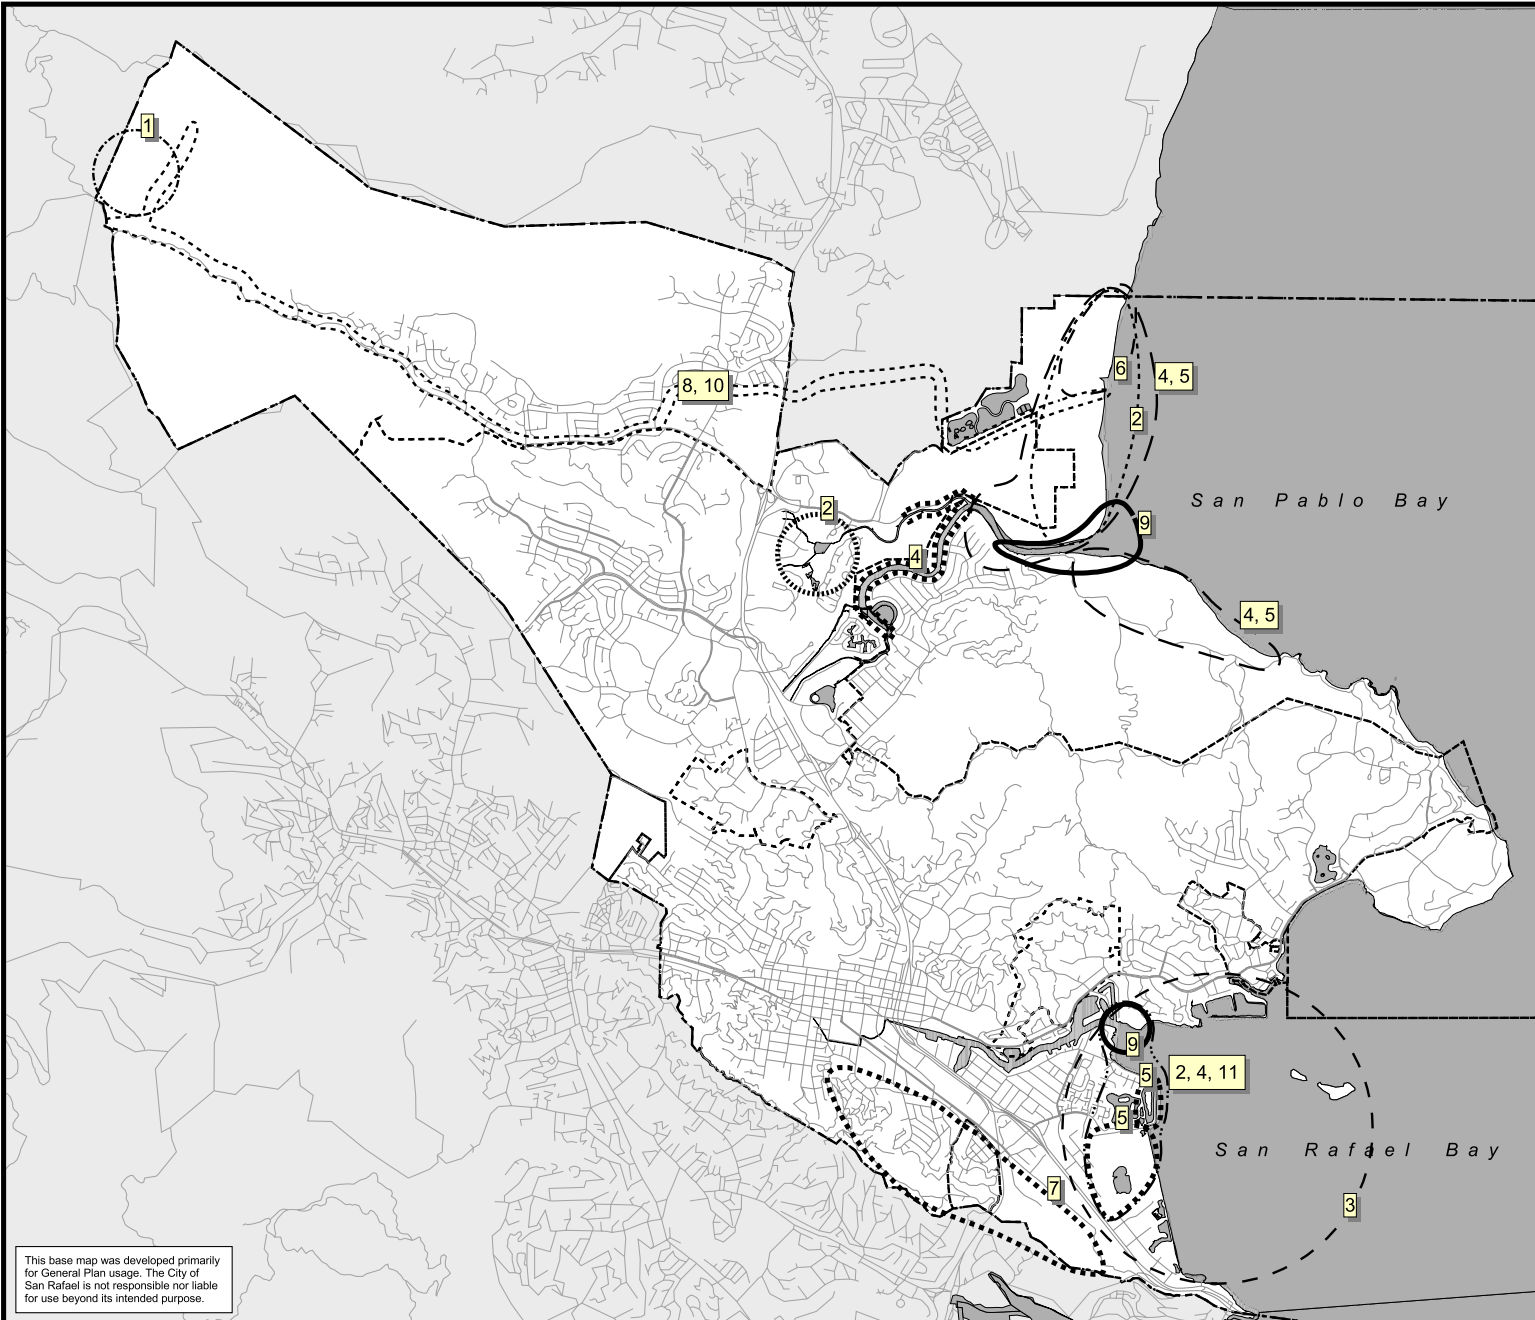 1
6
4, 5
8, 10
2
San Pablo Bay
2
9
4
4, 5
9
5
2, 4, 11
5
San Rafael Bay
7
3
This base map was developed primarily
for General Plan usage. The City of
San Rafael is not responsible nor liable
for use beyond its intended purpose.